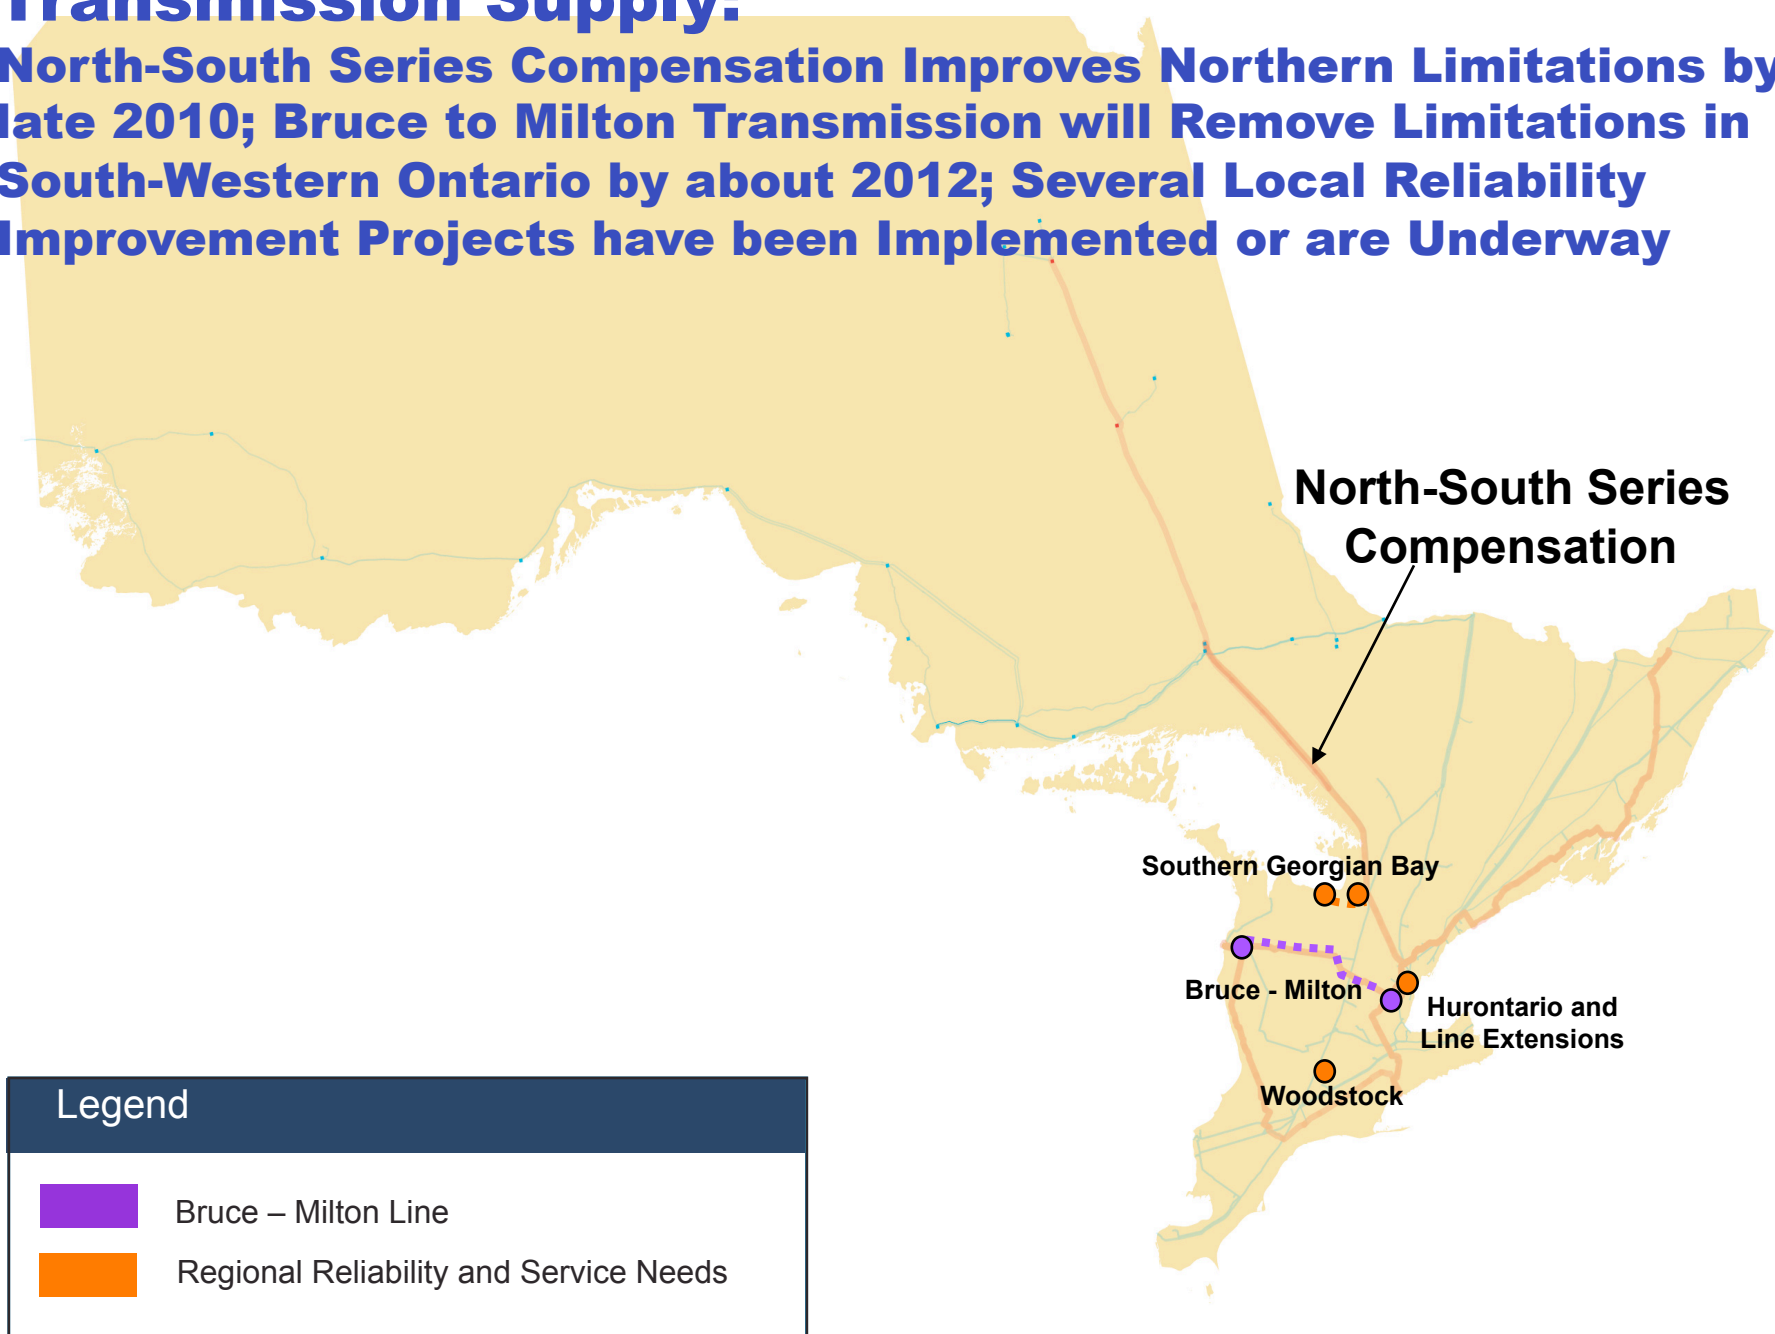 Transmission Supply:
North-South Series Compensation Improves Northern Limitations by
late 2010; Bruce to Milton Transmission will Remove Limitations in
South-Western Ontario by about 2012; Several Local Reliability
Improvement Projects have been Implemented or are Underway
North-South Series
Compensation
Southern Georgian Bay
Bruce - Milton
Hurontario and
Line Extensions
Woodstock
Legend
Bruce – Milton Line
Regional Reliability and Service Needs